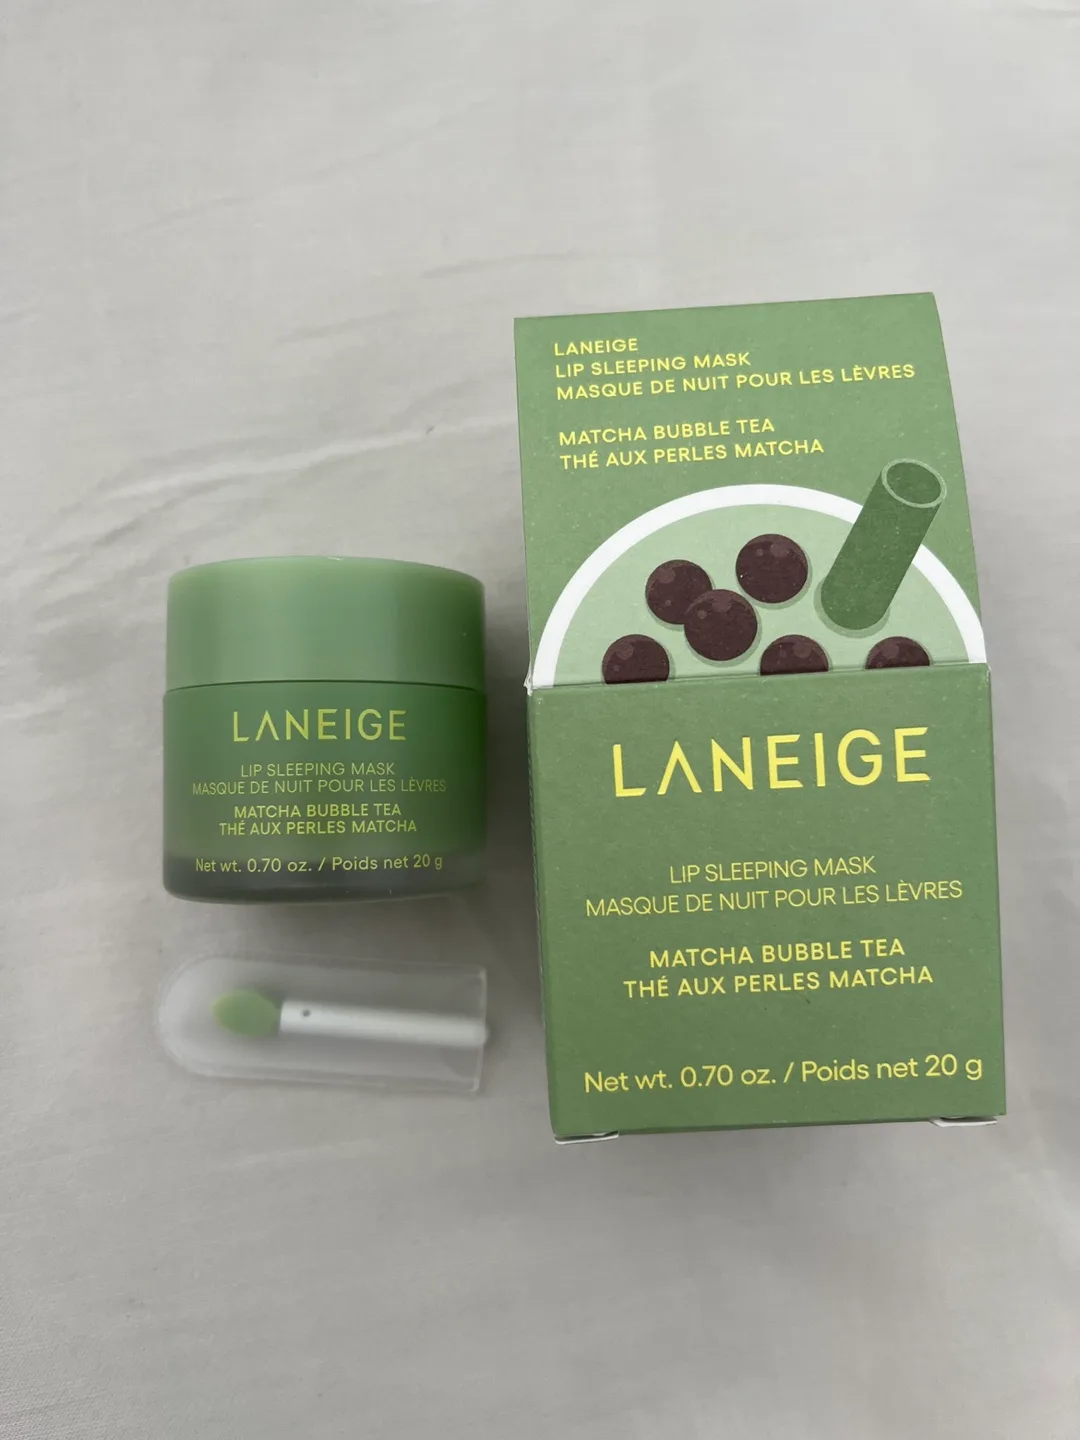 LANEIGE
LIP SLEEPING MASK
MASQUE DE NUIT POUR LES LÈVRES
MATCHA BUBBLE TEA
THÉ AUX PERLES MATCHA
LANEIGE
LIP SLEEPING MASK
MASQUE DE NUIT POUR LES LÈVRES
MATCHA BUBBLE TEA
THÉ AUX PERLES MATCHA
Net wt. 0.70 oz. / Poids net 20 g
LANEIGE
LIP SLEEPING MASK
MASQUE DE NUIT POUR LES LÈVRES
MATCHA BUBBLE TEA
THÉ AUX PERLES MATCHA
Net wt. 0.70 oz. / Poids net 20 g